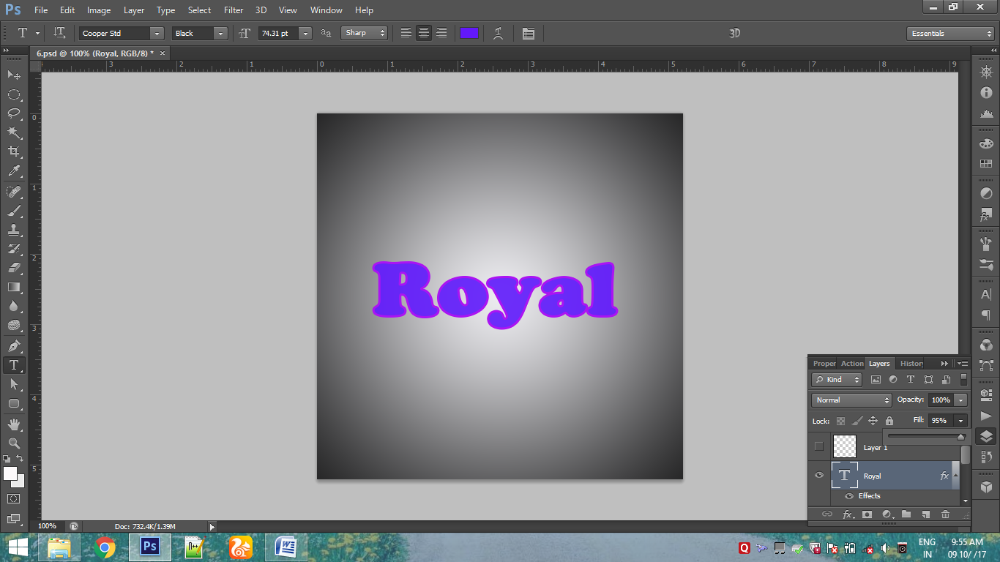 Ps File Edit Image Layer Type Select Filter 3D View Window Help
T Cooper Std Black 74.31 pt aa Sharp 3D Essentials
6.psd @ 100% (Royal, RGB/8) * ×
3 2 1 0 1 2 3 4 5 6 7 8 9
0
1
2
3
4
5
Royal
Proper Action Layers History
Kind
Normal Opacity: 100%
Lock: Fill: 95%
Layer 1
T Royal fx
Effects
100% Doc: 732.4K/1.39M
Ps
ENG 9:55 AM
IN 09 10/ /17